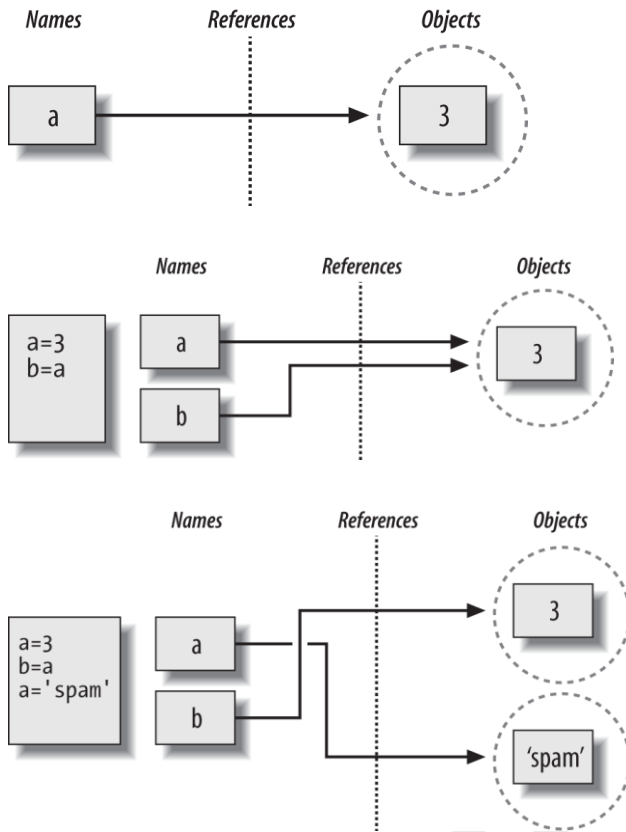 Names References Objects
a 3
Names References Objects
a=3
b=a
a
b
3
Names References Objects
a=3
b=a
a='spam'
a
b
3
‘spam’